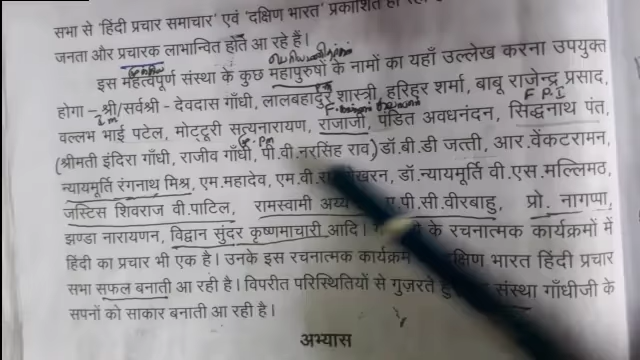 सभा से 'हिंदी प्रचार समाचार' एवं 'दक्षिण भारत' प्रकाशित हो रही
जनता और प्रचारक लाभान्वित होते आ रहे हैं।
इस महत्वपूर्ण संस्था के कुछ महापुरुषों के नामों का यहाँ उल्लेख करना उपयुक्त
होगा – श्री/सर्वश्री - देवदास गाँधी, लालबहादुर शास्त्री, हरिहर शर्मा, बाबू राजेन्द्र प्रसाद,
F P. I
वल्लभ भाई पटेल, मोटटूरी सत्यनारायण, राजाजी, पंडित अवधनंदन, सिद्धनाथ पंत,
(श्रीमती इंदिरा गाँधी, राजीव गाँधी, पी.वी.नरसिंह राव) डॉ.बी.डी जत्ती, आर.वेंकटरामन,
न्यायमूर्ति रंगनाथ मिश्र, एम.महादेव, एम.वी. डॉ.न्यायमूर्ति वी.एस.मल्लिमठ,
जस्टिस शिवराज वी.पाटिल, रामस्वामी पी.सी.वीरबाहु, प्रो. नागप्पा,
झण्डा नारायणन, विद्वान सुंदर कृष्णमाचारी आदि। के रचनात्मक कार्यक्रमों में
हिंदी का प्रचार भी एक है। उनके इस रचनात्मक कार्यक्रम दक्षिण भारत हिंदी प्रचार
सभा सफल बनाती आ रही है। विपरीत परिस्थितियों से गुज़रते संस्था गाँधीजी के
सपनों को साकार बनाती आ रही है।
अभ्यास